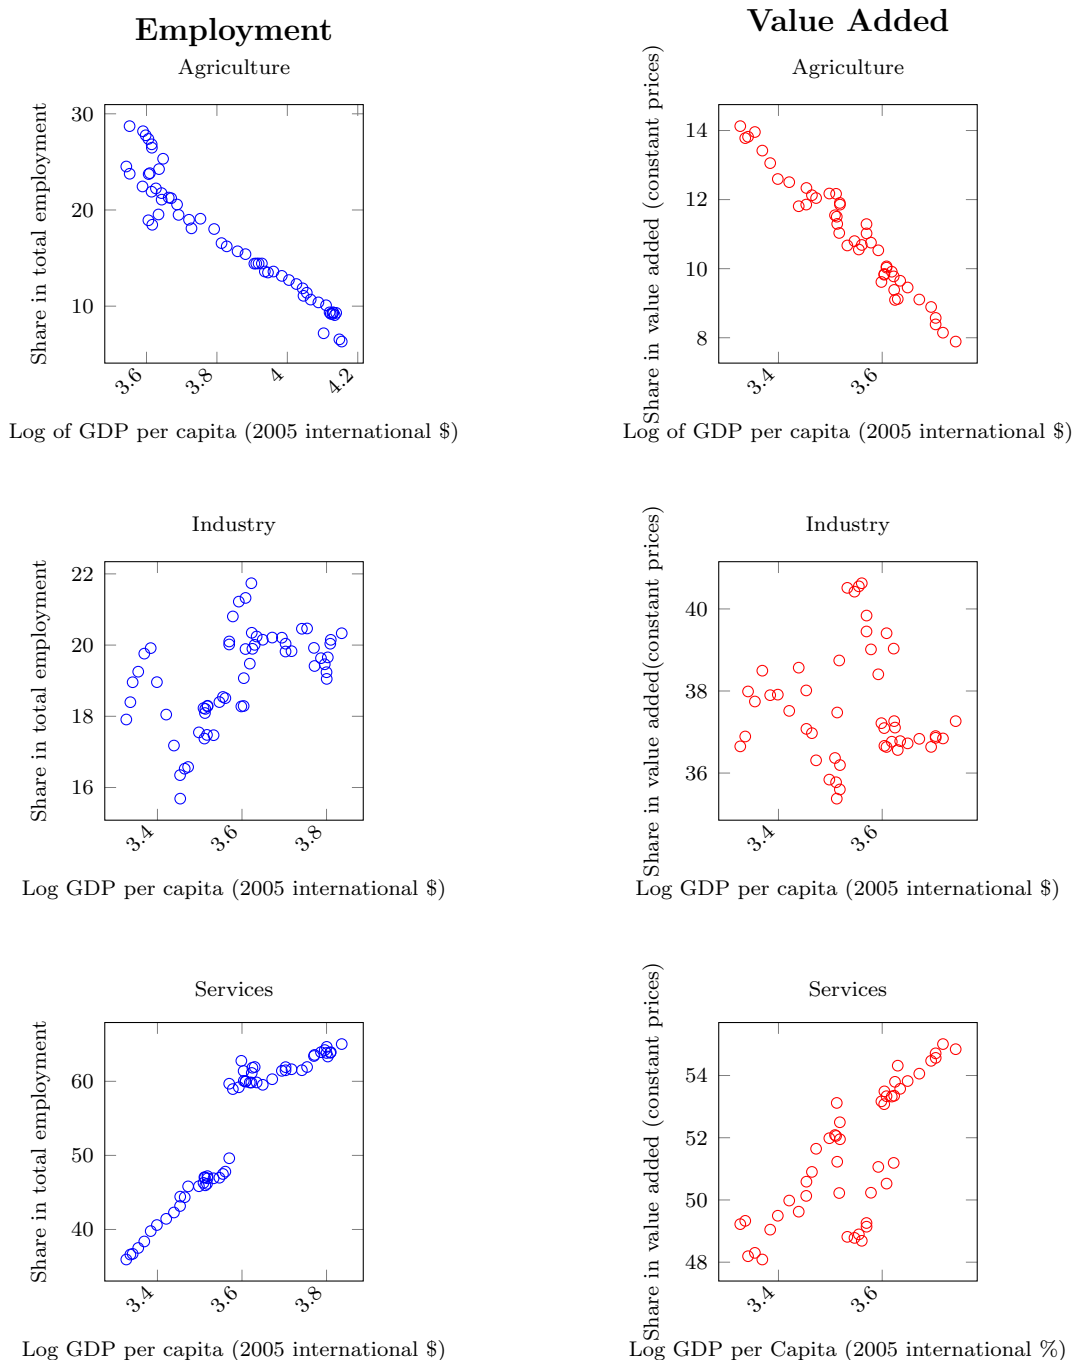 Employment
Value Added
Agriculture
Share in total employment
30
20
10
3.6
3.8
4
4.2
Log of GDP per capita (2005 international $)
Agriculture
Share in value added (constant prices)
14
12
10
8
3.4
3.6
Log of GDP per capita (2005 international $)
Industry
Share in total employment
22
20
18
16
3.4
3.6
3.8
Log GDP per capita (2005 international $)
Industry
Share in value added(constant prices)
40
38
36
3.4
3.6
Log GDP per capita (2005 international $)
Services
Share in total employment
60
50
40
3.4
3.6
3.8
Log GDP per capita (2005 international $)
Services
Share in value added (constant prices)
54
52
50
48
3.4
3.6
Log GDP per Capita (2005 international %)